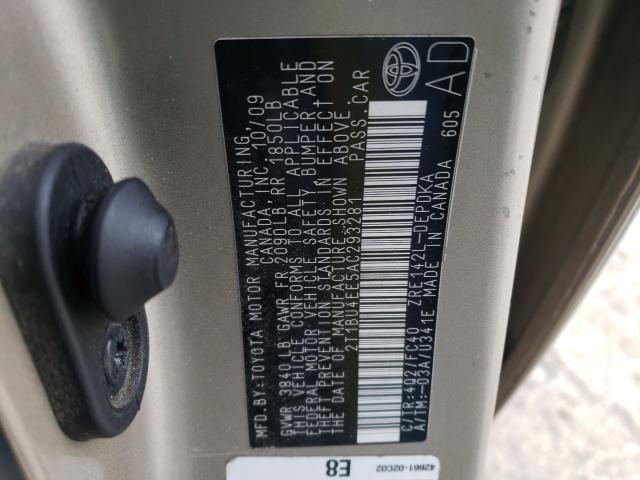 MFD.BY:TOYOTA MOTOR MANUFACTURING,
CANADA, INC. 10/09
GVWR 3840LB GAWR FR 2090LB RR 1850LB
THIS VEHICLE CONFORMS TO ALL APPLICABLE
FEDERAL MOTOR VEHICLE SAFETY, BUMPER AND
THEFT PREVENTION STANDARDS IN EFFECT ON
THE DATE OF MANUFACTURE SHOWN ABOVE.
2T1BU4EE5AC293281 PASS.CAR
C/TR:4Q2/FC40 ZRE142L-DEPDKA
A/TM:-03A/U341E MADE IN CANADA 605
AD
42661-02C02
E8